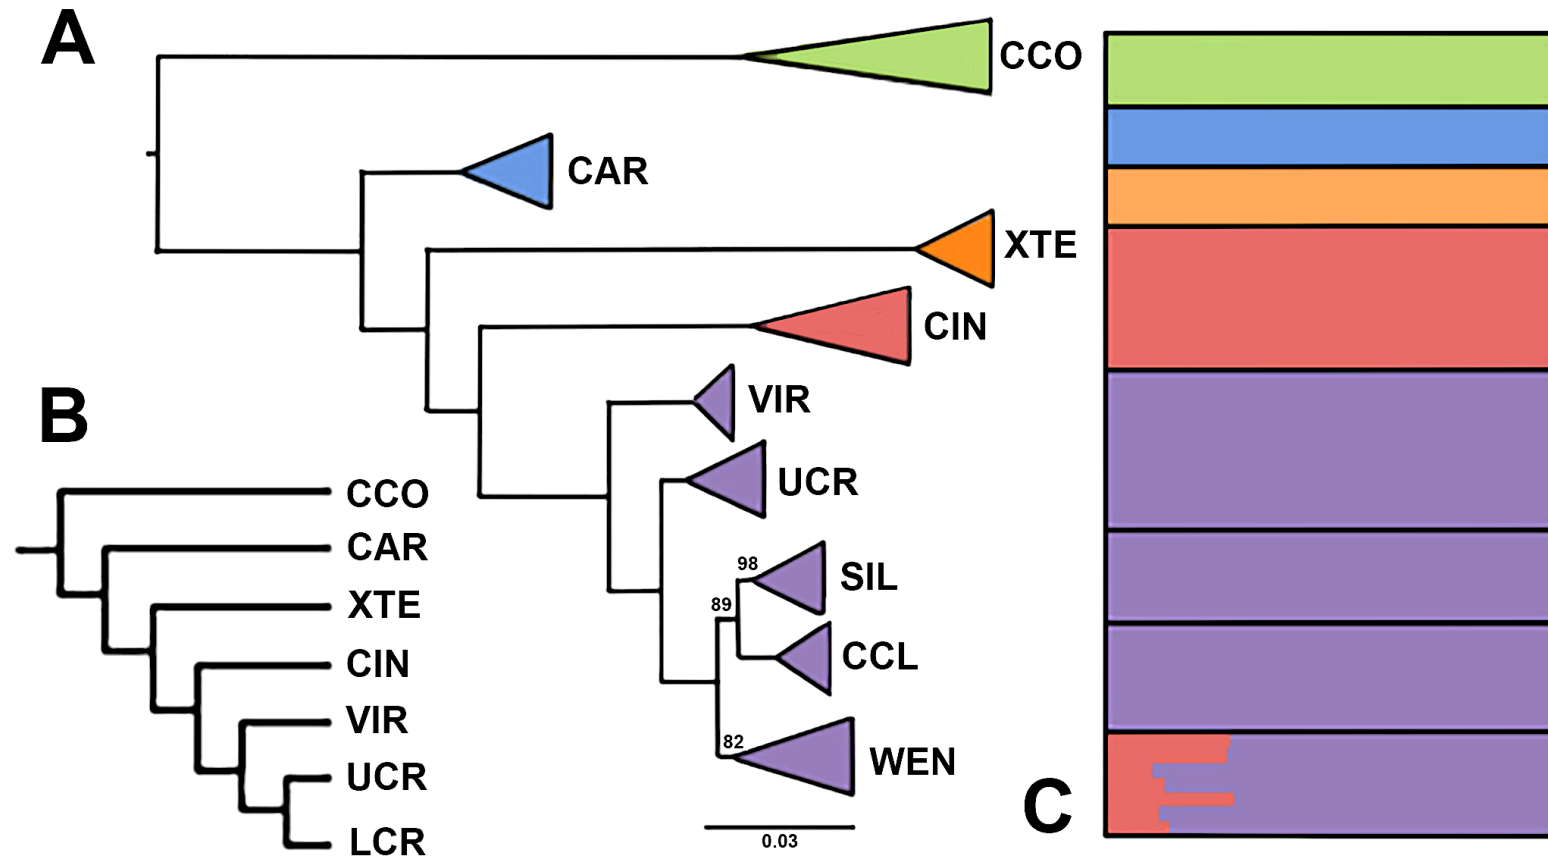 A
CCO
CAR
XTE
CIN
VIR
UCR
98
SIL
89
CCL
82
WEN
0.03
B
CCO
CAR
XTE
CIN
VIR
UCR
LCR
C